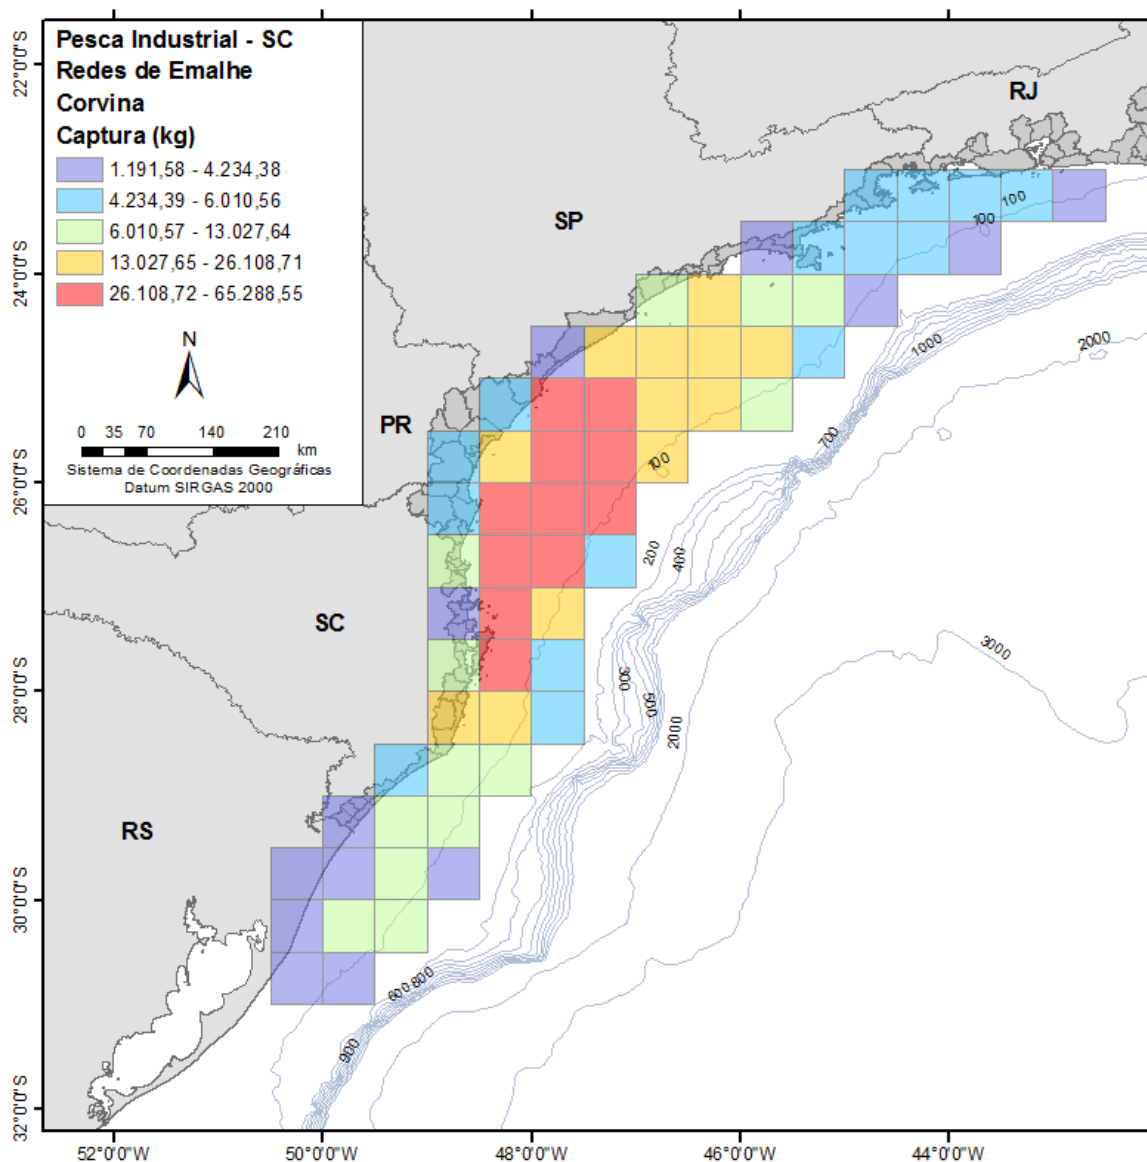 Pesca Industrial - SC
Redes de Emalhe
Corvina
Captura (kg)
1.191,58 - 4.234,38
4.234,39 - 6.010,56
6.010,57 - 13.027,64
13.027,65 - 26.108,71
26.108,72 - 65.288,55
N
0 35 70 140 210
km
Sistema de Coordenadas Geográficas
Datum SIRGAS 2000
RJ
SP
PR
SC
RS
100
100
1000
2000
700
100
200
400
3000
300
500
2000
600
800
900
22°0'0"S
24°0'0"S
26°0'0"S
28°0'0"S
30°0'0"S
32°0'0"S
52°0'0"W
50°0'0"W
48°0'0"W
46°0'0"W
44°0'0"W